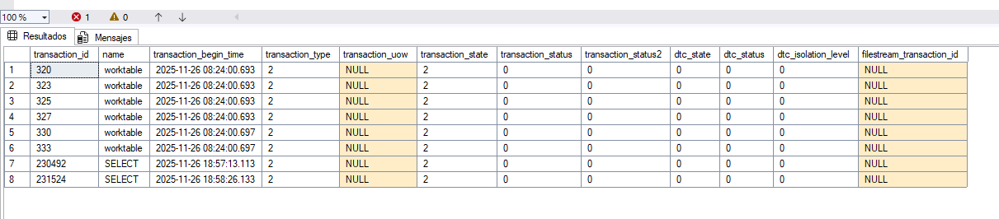 100 % 1 0
Resultados Mensajes
transaction_id name transaction_begin_time transaction_type transaction_uow transaction_state transaction_status transaction_status2 dtc_state dtc_status dtc_isolation_level filestream_transaction_id
1 320 worktable 2025-11-26 08:24:00.693 2 NULL 2 0 0 0 0 0 NULL
2 323 worktable 2025-11-26 08:24:00.693 2 NULL 2 0 0 0 0 0 NULL
3 325 worktable 2025-11-26 08:24:00.693 2 NULL 2 0 0 0 0 0 NULL
4 327 worktable 2025-11-26 08:24:00.693 2 NULL 2 0 0 0 0 0 NULL
5 330 worktable 2025-11-26 08:24:00.697 2 NULL 2 0 0 0 0 0 NULL
6 333 worktable 2025-11-26 08:24:00.697 2 NULL 2 0 0 0 0 0 NULL
7 230492 SELECT 2025-11-26 18:57:13.113 2 NULL 2 0 0 0 0 0 NULL
8 231524 SELECT 2025-11-26 18:58:26.133 2 NULL 2 0 0 0 0 0 NULL